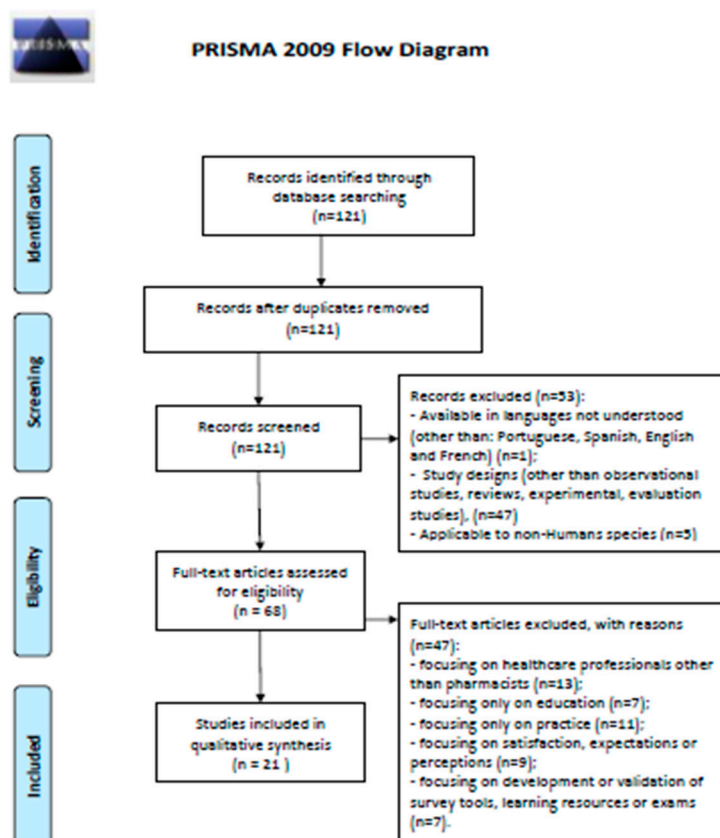 PRISMA
PRISMA 2009 Flow Diagram
Identification
Records identified through
database searching
(n=121)
Records after duplicates removed
(n=121)
Screening
Records screened
(n=121)
Records excluded (n=53):
- Available in languages not understood
(other than: Portuguese, Spanish, English
and French) (n=1);
- Study designs (other than observational
studies, reviews, experimental, evaluation
studies), (n=47)
- Applicable to non-Humans species (n=5)
Eligibility
Full-text articles assessed
for eligibility
(n = 68)
Full-text articles excluded, with reasons
(n=47):
- focusing on healthcare professionals other
than pharmacists (n=13);
- focusing only on education (n=7);
- focusing only on practice (n=11);
- focusing on satisfaction, expectations or
perceptions (n=9);
- focusing on development or validation of
survey tools, learning resources or exams
(n=7).
Included
Studies included in
qualitative synthesis
(n = 21 )